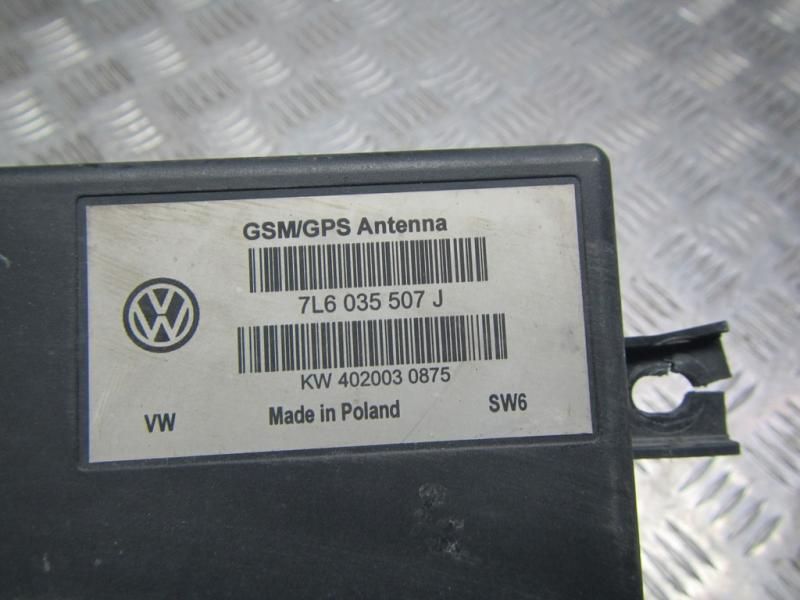 GSM/GPS Antenna
7L6 035 507 J
KW 402003 0875
VW Made in Poland SW6